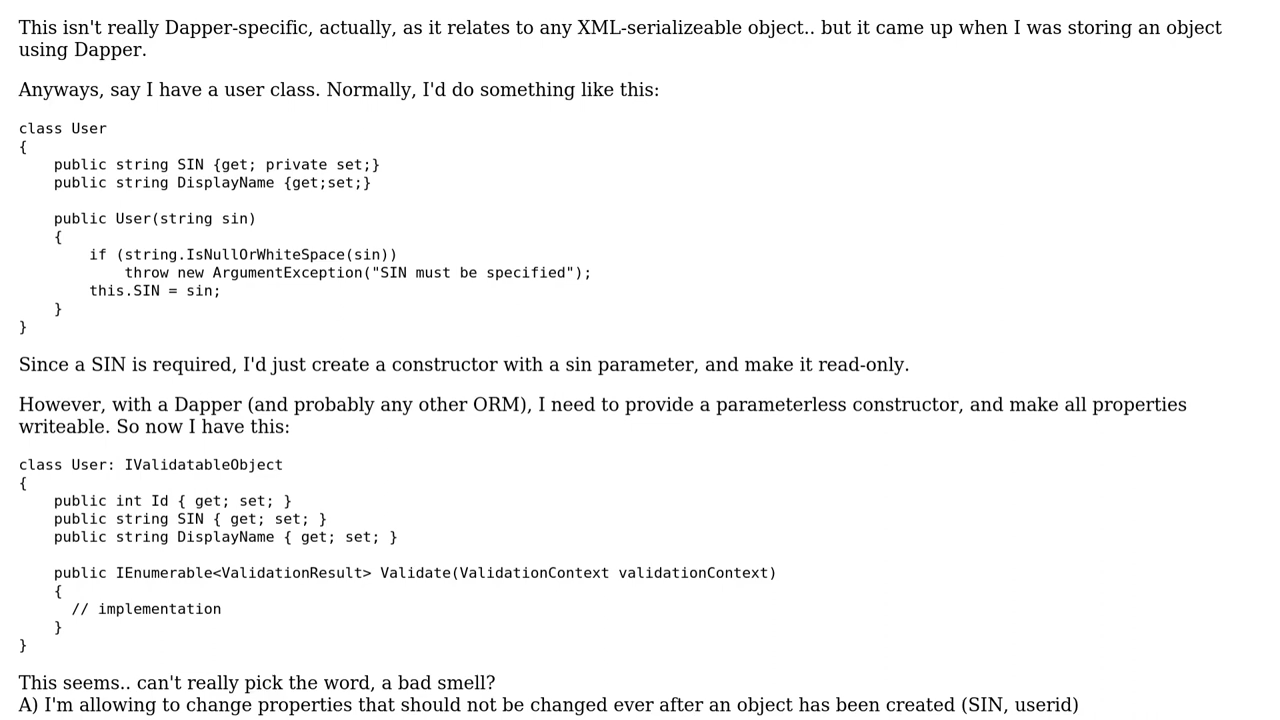 This isn't really Dapper-specific, actually, as it relates to any XML-serializeable object.. but it came up when I was storing an object
using Dapper.
Anyways, say I have a user class. Normally, I'd do something like this:
class User
{
    public string SIN {get; private set;}
    public string DisplayName {get;set;}
    public User(string sin)
    {
        if (string.IsNullOrWhiteSpace(sin))
            throw new ArgumentException("SIN must be specified");
        this.SIN = sin;
    }
}
Since a SIN is required, I'd just create a constructor with a sin parameter, and make it read-only.
However, with a Dapper (and probably any other ORM), I need to provide a parameterless constructor, and make all properties
writeable. So now I have this:
class User: IValidatableObject
{
    public int Id { get; set; }
    public string SIN { get; set; }
    public string DisplayName { get; set; }
    public IEnumerable<ValidationResult> Validate(ValidationContext validationContext)
    {
      // implementation
    }
}
This seems.. can't really pick the word, a bad smell?
A) I'm allowing to change properties that should not be changed ever after an object has been created (SIN, userid)